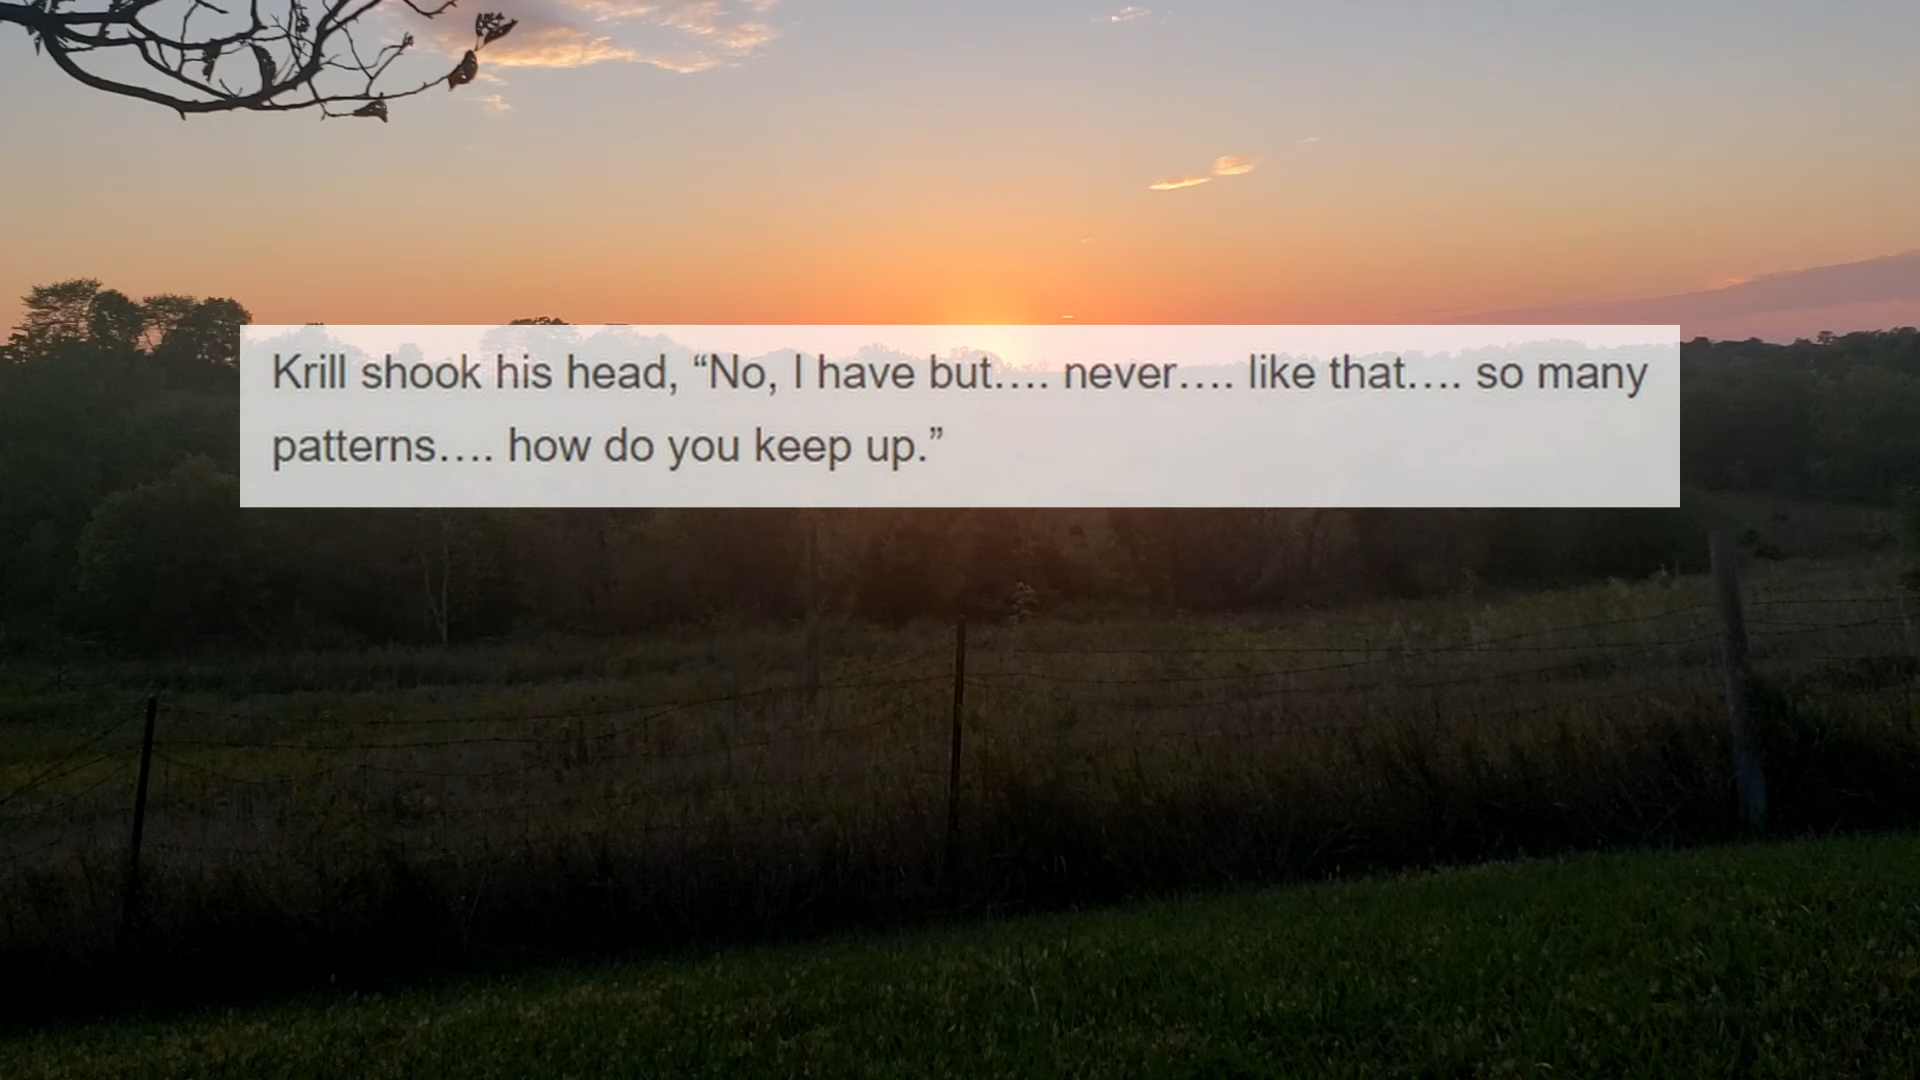 Krill shook his head, “No, I have but…. never…. like that…. so many
patterns…. how do you keep up.”